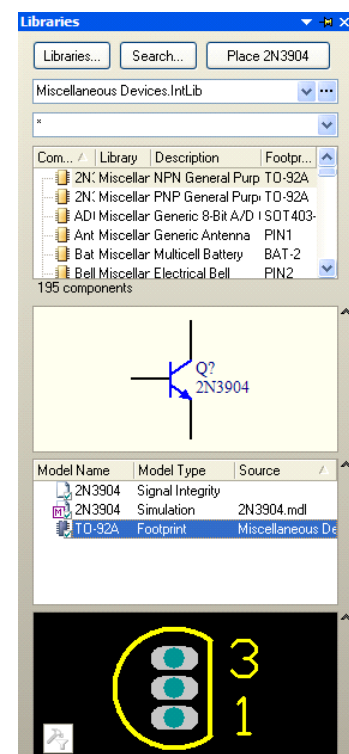 Libraries
Libraries... Search... Place 2N3904
Miscellaneous Devices.IntLib ...
*
Com... Library Description Footpr...
2N: Miscellar NPN General Purp TO-92A
2N: Miscellar PNP General Purp TO-92A
AD Miscellar Generic 8-Bit A/D SOT403-
Ant Miscellar Generic Antenna PIN1
Bat Miscellar Multicell Battery BAT-2
Bell Miscellar Electrical Bell PIN2
195 components
Q?
2N3904
Model Name Model Type Source
2N3904 Signal Integrity
2N3904 Simulation 2N3904.mdl
TO-92A Footprint Miscellaneous De
3
1